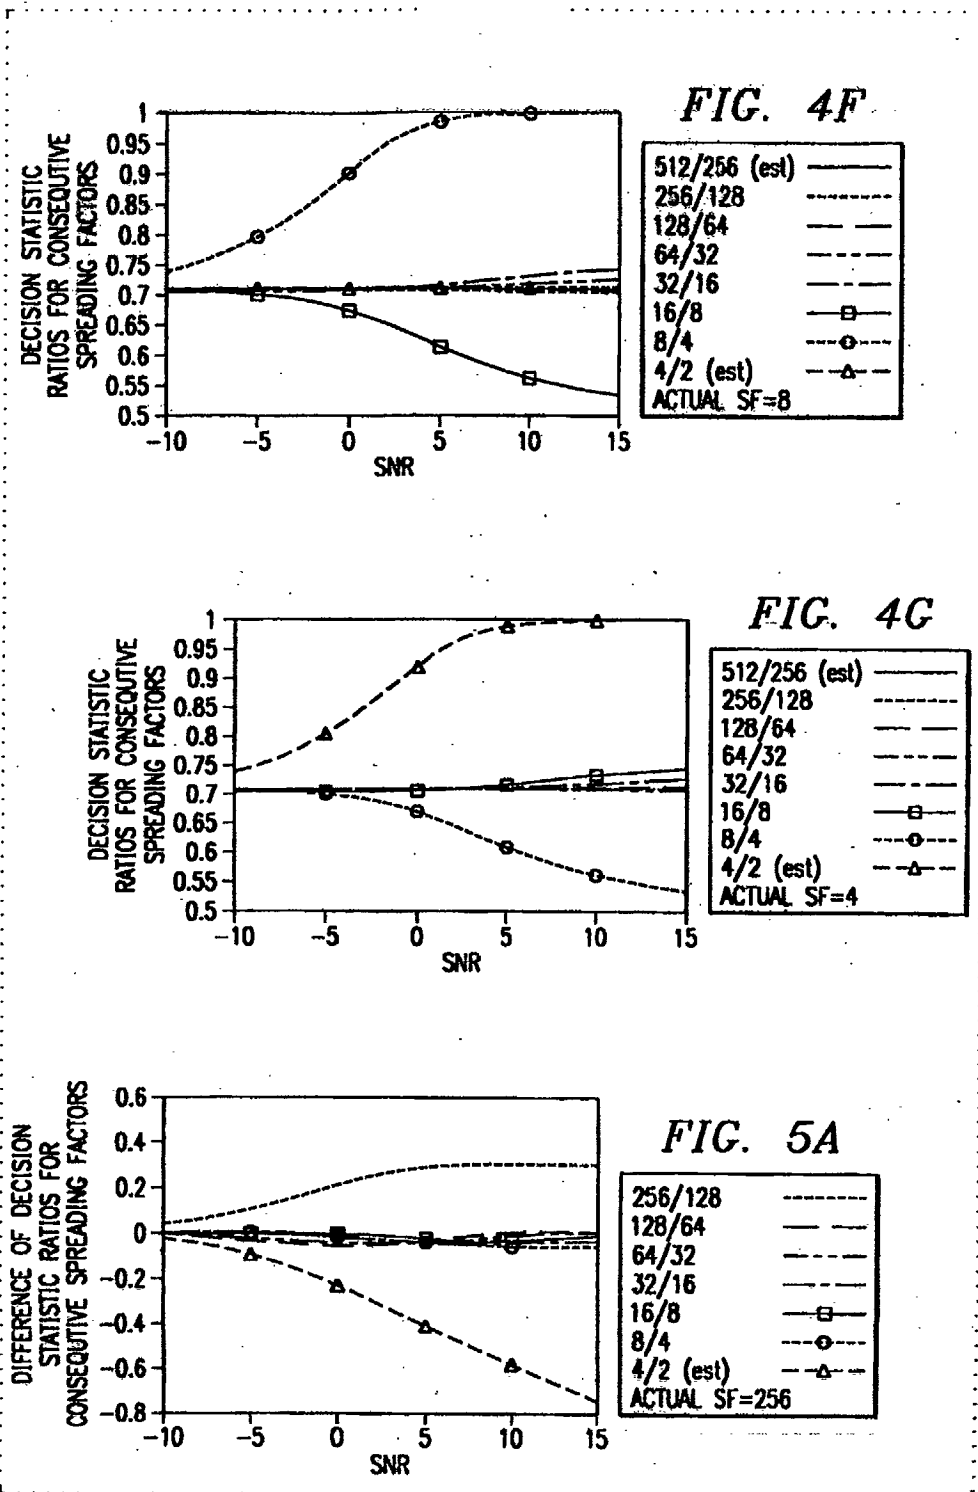 FIG. 4F
DECISION STATISTIC
RATIOS FOR CONSEQUTIVE
SPREADING FACTORS
1
0.95
0.9
0.85
0.8
0.75
0.7
0.65
0.6
0.55
0.5
-10 -5 0 5 10 15
SNR
512/256 (est)
256/128
128/64
64/32
32/16
16/8
8/4
4/2 (est)
ACTUAL SF=8
FIG. 4G
DECISION STATISTIC
RATIOS FOR CONSEQUTIVE
SPREADING FACTORS
1
0.95
0.9
0.85
0.8
0.75
0.7
0.65
0.6
0.55
0.5
-10 -5 0 5 10 15
SNR
512/256 (est)
256/128
128/64
64/32
32/16
16/8
8/4
4/2 (est)
ACTUAL SF=4
FIG. 5A
DIFFERENCE OF DECISION
STATISTIC RATIOS FOR
CONSEQUTIVE SPREADING FACTORS
0.6
0.4
0.2
0
-0.2
-0.4
-0.6
-0.8
-10 -5 0 5 10 15
SNR
256/128
128/64
64/32
32/16
16/8
8/4
4/2 (est)
ACTUAL SF=256